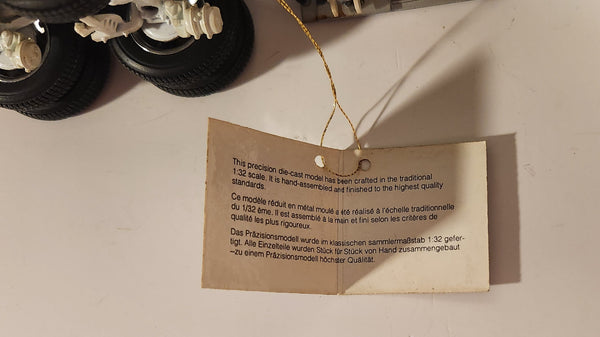 This precision die-cast model has been crafted in the traditional
1:32 scale. It is hand-assembled and finished to the highest quality
standards.
Ce modèle réduit en métal moulé a été réalisé à l'échelle traditionnelle
du 1/32 ème. Il est assemblé à la main et fini selon les critères de
qualité les plus rigoureux.
Das Präzisionsmodell wurde im klassischen sammlermaßstab 1:32 gefer-
tigt. Alle Einzelteile wurden Stück für Stück von Hand zusammengebaut
–zu einem Präzisionsmodell höchster Qualität.